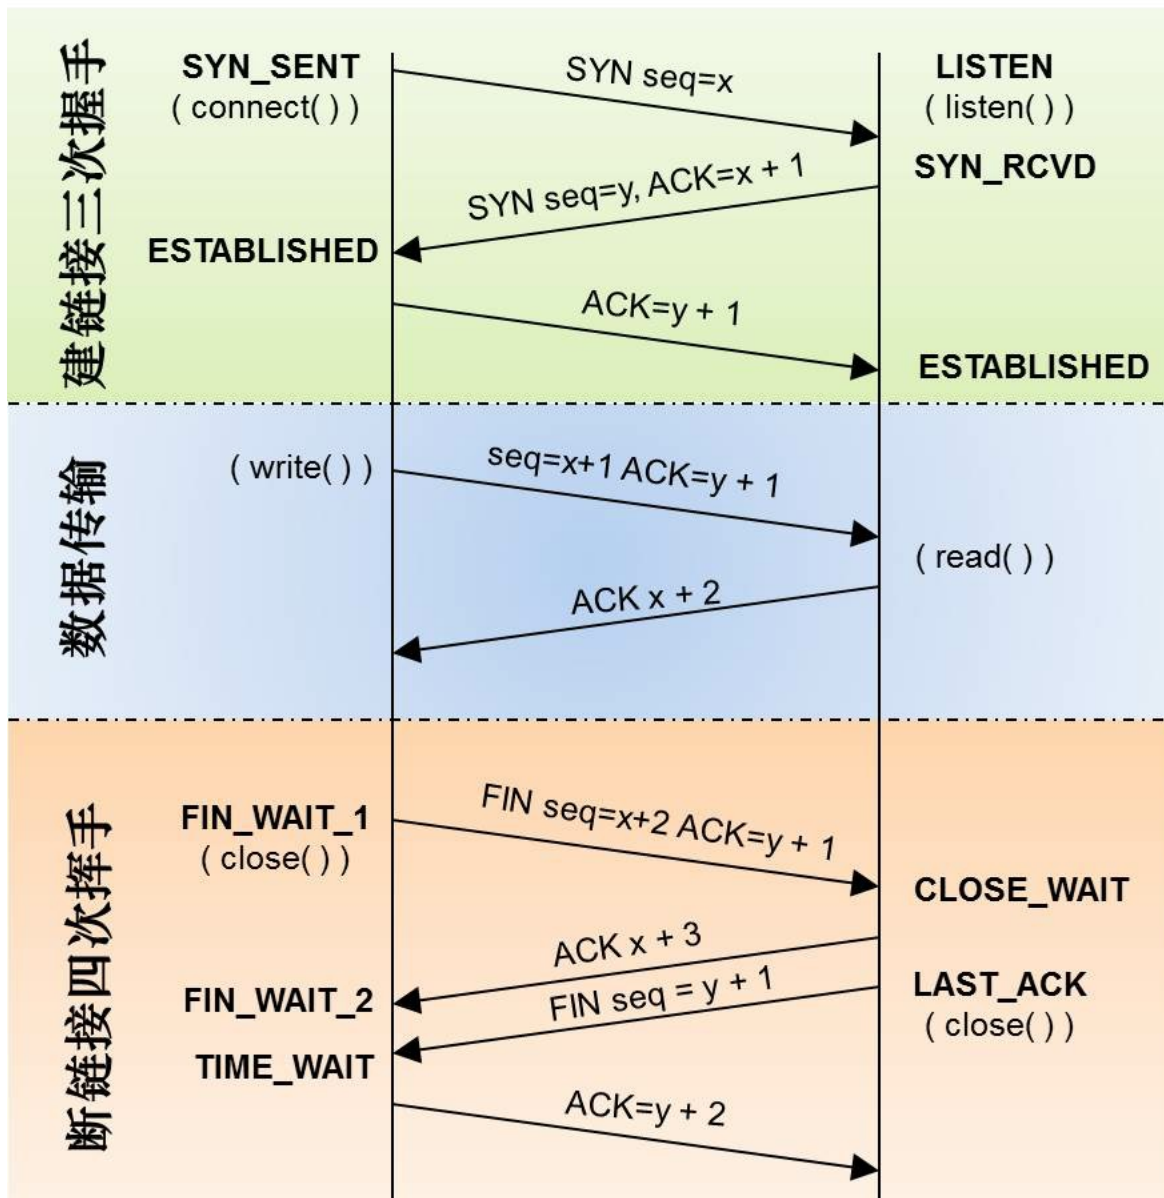 建链接三次握手
SYN_SENT
( connect( ) )
SYN seq=x
LISTEN
( listen( ) )
SYN_RCVD
SYN seq=y, ACK=x + 1
ESTABLISHED
ACK=y + 1
ESTABLISHED
数据传输
( write( ) )
seq=x+1 ACK=y + 1
( read( ) )
ACK x + 2
断链接四次挥手
FIN_WAIT_1
( close( ) )
FIN seq=x+2 ACK=y + 1
CLOSE_WAIT
ACK x + 3
FIN_WAIT_2
FIN seq = y + 1
LAST_ACK
( close( ) )
TIME_WAIT
ACK=y + 2